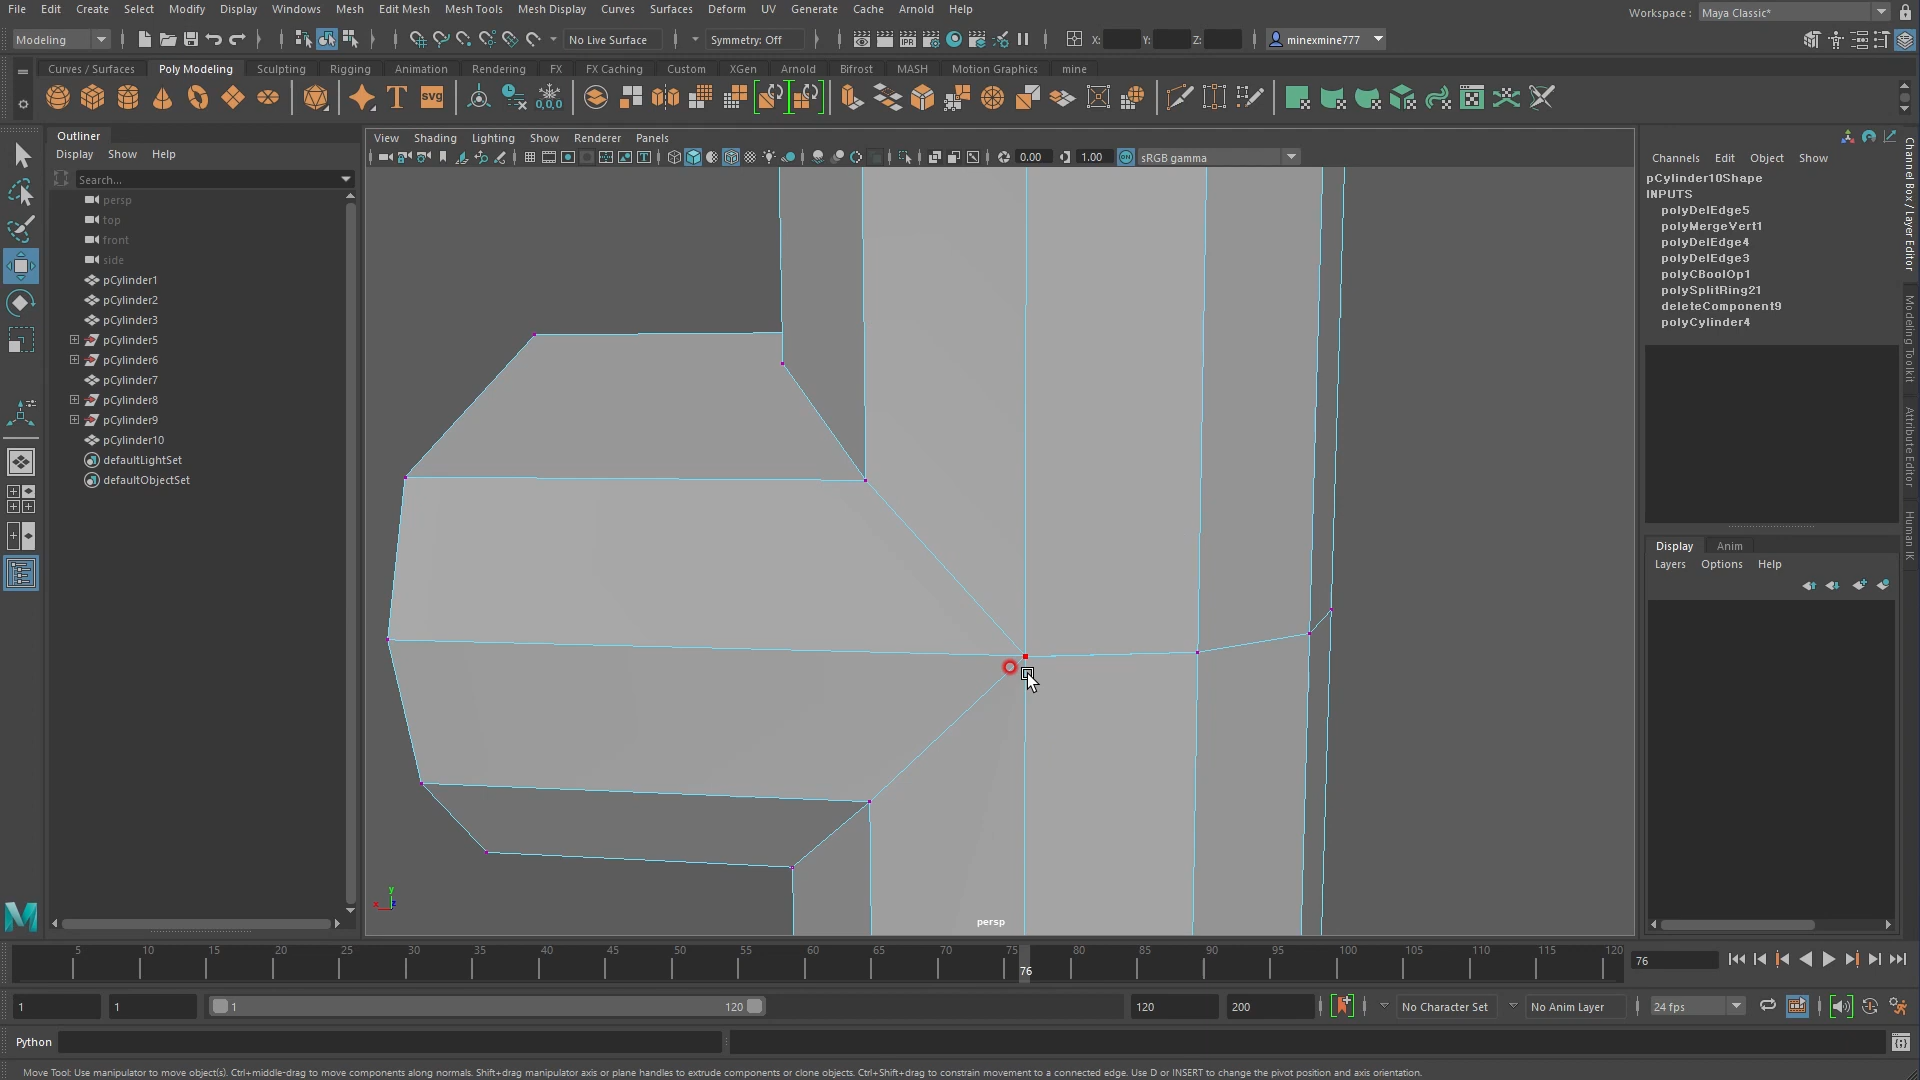 File Edit Create Select Modify Display Windows Mesh Edit Mesh Mesh Tools Mesh Display Curves Surfaces Deform UV Generate Cache Arnold Help
Workspace : Maya Classic*
Modeling No Live Surface Symmetry: Off X: Y: Z: minexmine777
Curves / Surfaces Poly Modeling Sculpting Rigging Animation Rendering FX FX Caching Custom XGen Arnold Bifrost MASH Motion Graphics mine
Outliner
Display Show Help
Search...
persp
top
front
side
pCylinder1
pCylinder2
pCylinder3
pCylinder5
pCylinder6
pCylinder7
pCylinder8
pCylinder9
pCylinder10
defaultLightSet
defaultObjectSet
View Shading Lighting Show Renderer Panels
0.00 1.00 sRGB gamma
persp
Channels Edit Object Show
pCylinder10Shape
INPUTS
polyDelEdge5
polyMergeVert1
polyDelEdge4
polyDelEdge3
polyCBoolOp1
polySplitRing21
deleteComponent9
polyCylinder4
Channel Box / Layer Editor
Modeling Toolkit
Attribute Editor
Human IK
Display Anim
Layers Options Help
5 10 15 20 25 30 35 40 45 50 55 60 65 70 75 80 85 90 95 100 105 110 115 120
76
76
1 1 1 120 120 200 No Character Set No Anim Layer 24 fps
Python
Move Tool: Use manipulator to move object(s). Ctrl+middle-drag to move components along normals. Shift+drag manipulator axis or plane handles to extrude components or clone objects. Ctrl+Shift+drag to constrain movement to a connected edge. Use D or INSERT to change the pivot position and axis orientation.